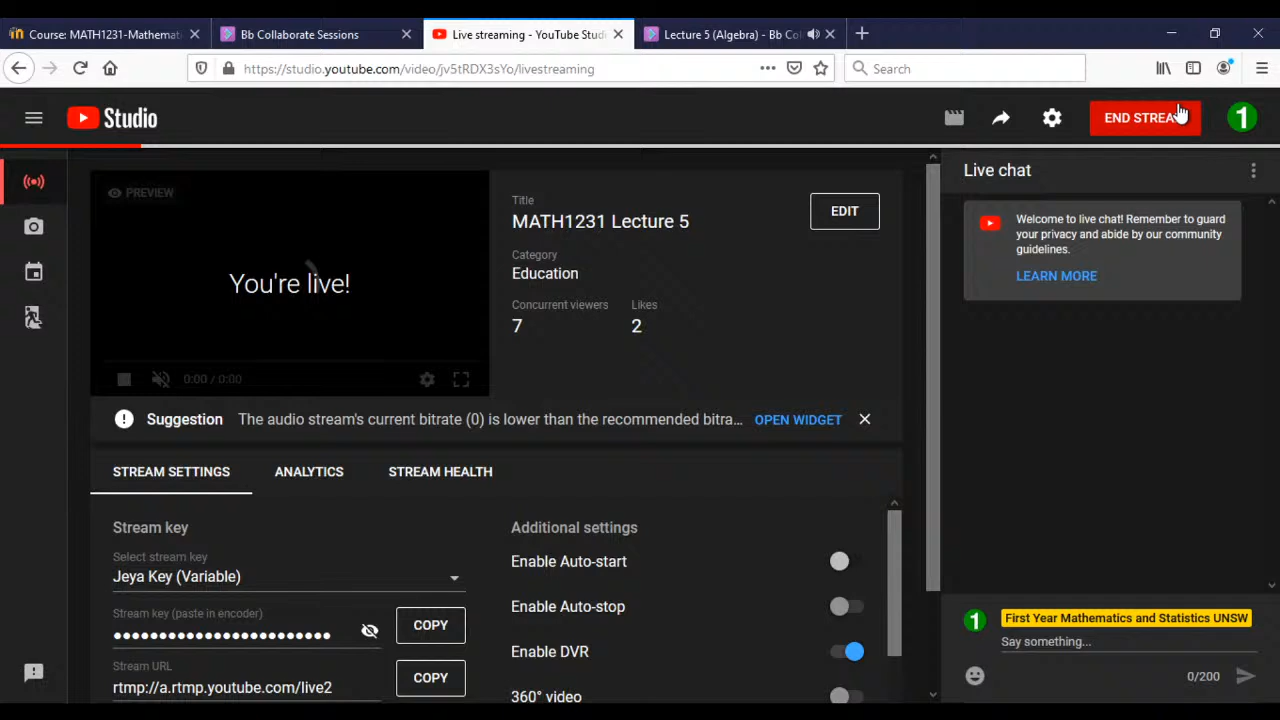 Course: MATH1231-Mathemat
Bb Collaborate Sessions
Live streaming - YouTube Studi
Lecture 5 (Algebra) - Bb Col
https://studio.youtube.com/video/jv5tRDX3sYo/livestreaming
Search
Studio
END STREA
1
PREVIEW
You're live!
0:00 / 0:00
Title
MATH1231 Lecture 5
EDIT
Category
Education
Concurrent viewers
Likes
7
2
Suggestion
The audio stream's current bitrate (0) is lower than the recommended bitra...
OPEN WIDGET
STREAM SETTINGS
ANALYTICS
STREAM HEALTH
Stream key
Select stream key
Jeya Key (Variable)
Stream key (paste in encoder)
••••••••••••••••••••••••
COPY
Stream URL
rtmp://a.rtmp.youtube.com/live2
COPY
Additional settings
Enable Auto-start
Enable Auto-stop
Enable DVR
360° video
Live chat
Welcome to live chat! Remember to guard
your privacy and abide by our community
guidelines.
LEARN MORE
1
First Year Mathematics and Statistics UNSW
Say something...
0/200